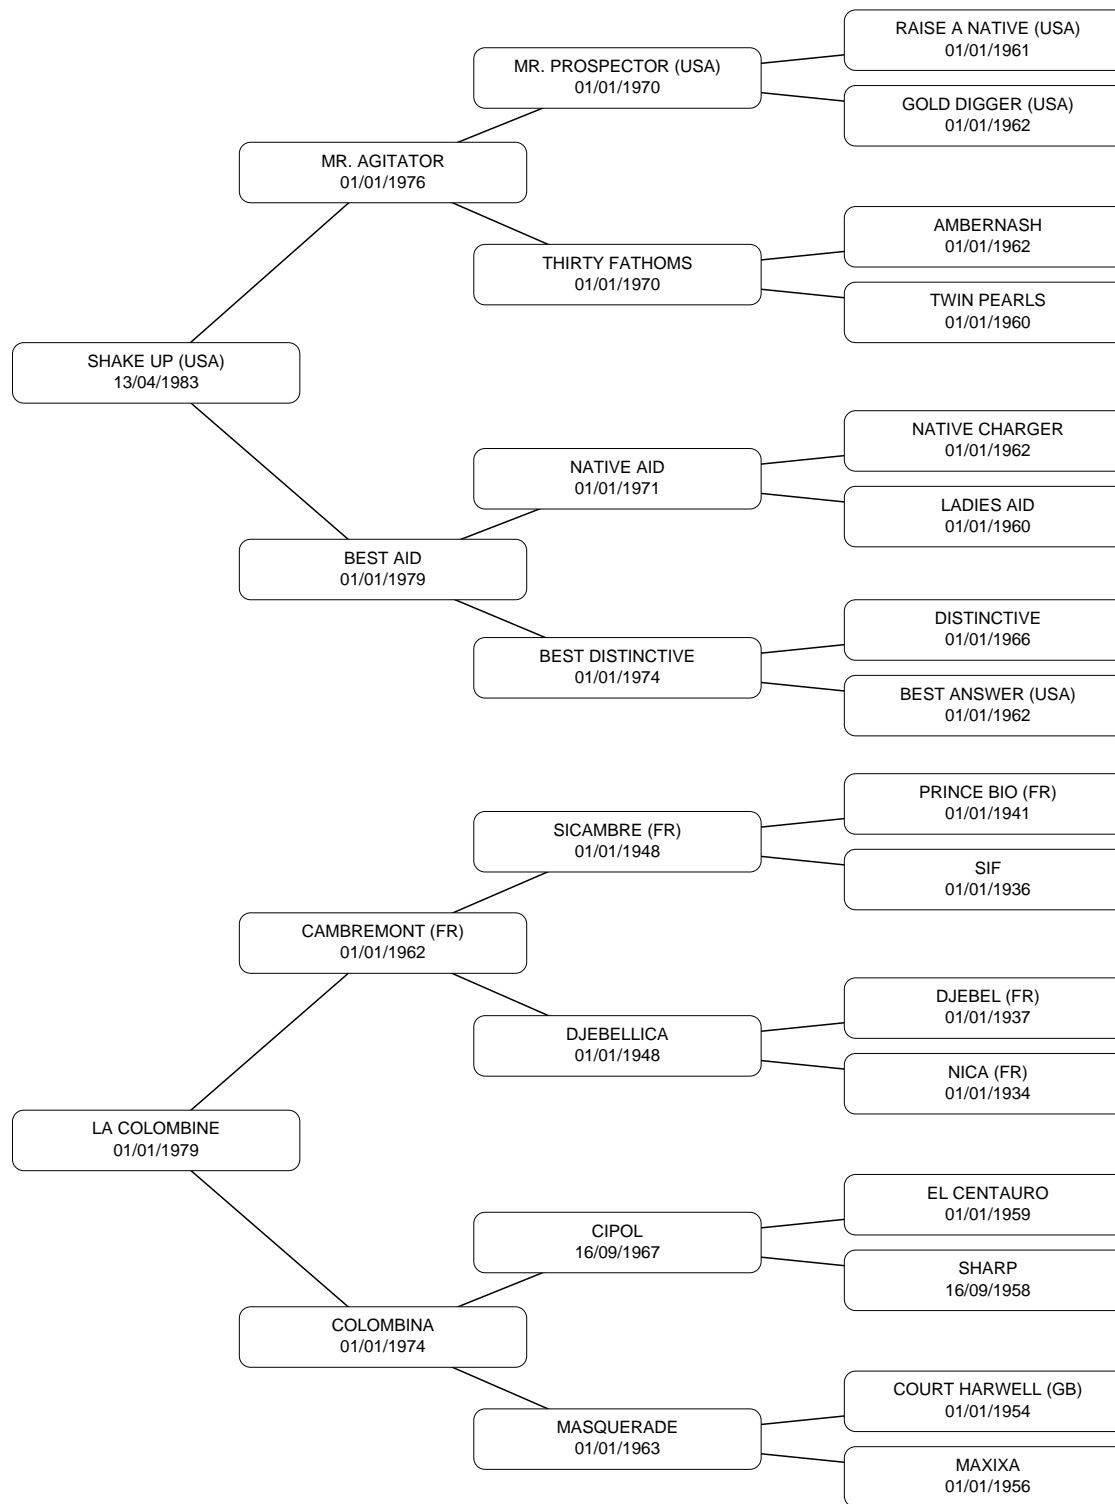 RAISE A NATIVE (USA)
01/01/1961
MR. PROSPECTOR (USA)
01/01/1970
GOLD DIGGER (USA)
01/01/1962
MR. AGITATOR
01/01/1976
AMBERNASH
01/01/1962
THIRTY FATHOMS
01/01/1970
TWIN PEARLS
01/01/1960
SHAKE UP (USA)
13/04/1983
NATIVE CHARGER
01/01/1962
NATIVE AID
01/01/1971
LADIES AID
01/01/1960
BEST AID
01/01/1979
DISTINCTIVE
01/01/1966
BEST DISTINCTIVE
01/01/1974
BEST ANSWER (USA)
01/01/1962
PRINCE BIO (FR)
01/01/1941
SICAMBRE (FR)
01/01/1948
SIF
01/01/1936
CAMBREMONT (FR)
01/01/1962
DJEBEL (FR)
01/01/1937
DJEBELLICA
01/01/1948
NICA (FR)
01/01/1934
LA COLOMBINE
01/01/1979
EL CENTAURO
01/01/1959
CIPOL
16/09/1967
SHARP
16/09/1958
COLOMBINA
01/01/1974
COURT HARWELL (GB)
01/01/1954
MASQUERADE
01/01/1963
MAXIXA
01/01/1956